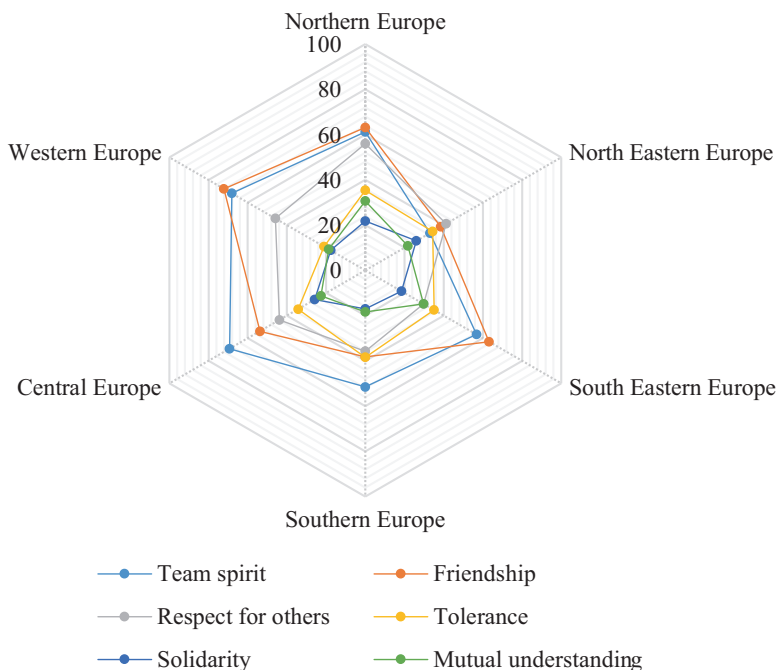 Northern Europe
100
80
60
40
20
0
Western Europe
North Eastern Europe
Central Europe
South Eastern Europe
Southern Europe
Team spirit
Friendship
Respect for others
Tolerance
Solidarity
Mutual understanding